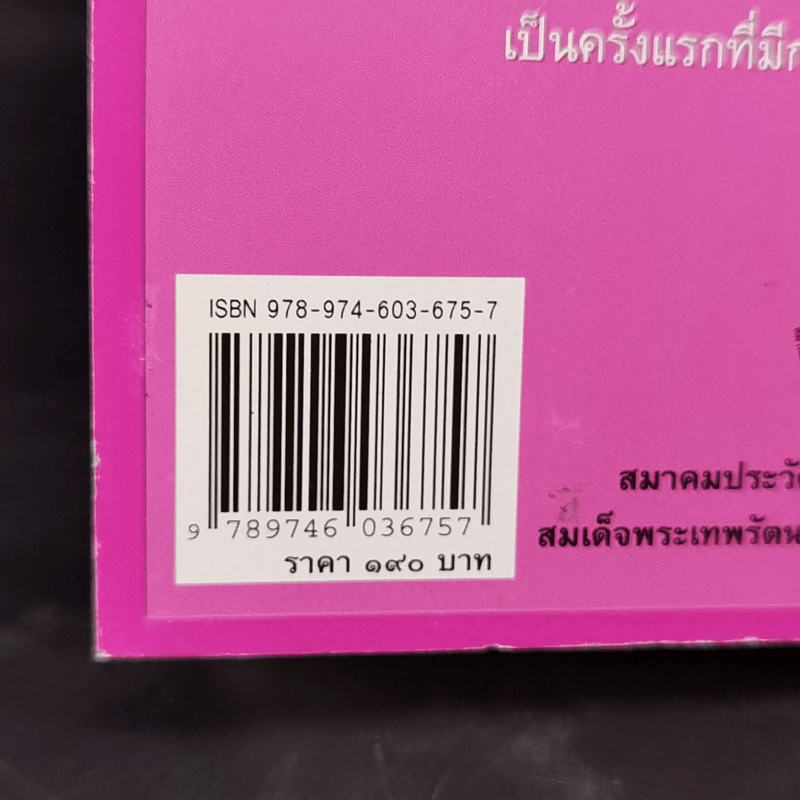 เป็นครั้งแรกที่มีก
ISBN 978-974-603-675-7
9 789746 036757
ราคา ๑๙๐ บาท
สมาคมประวัติ
สมเด็จพระเทพรัตน